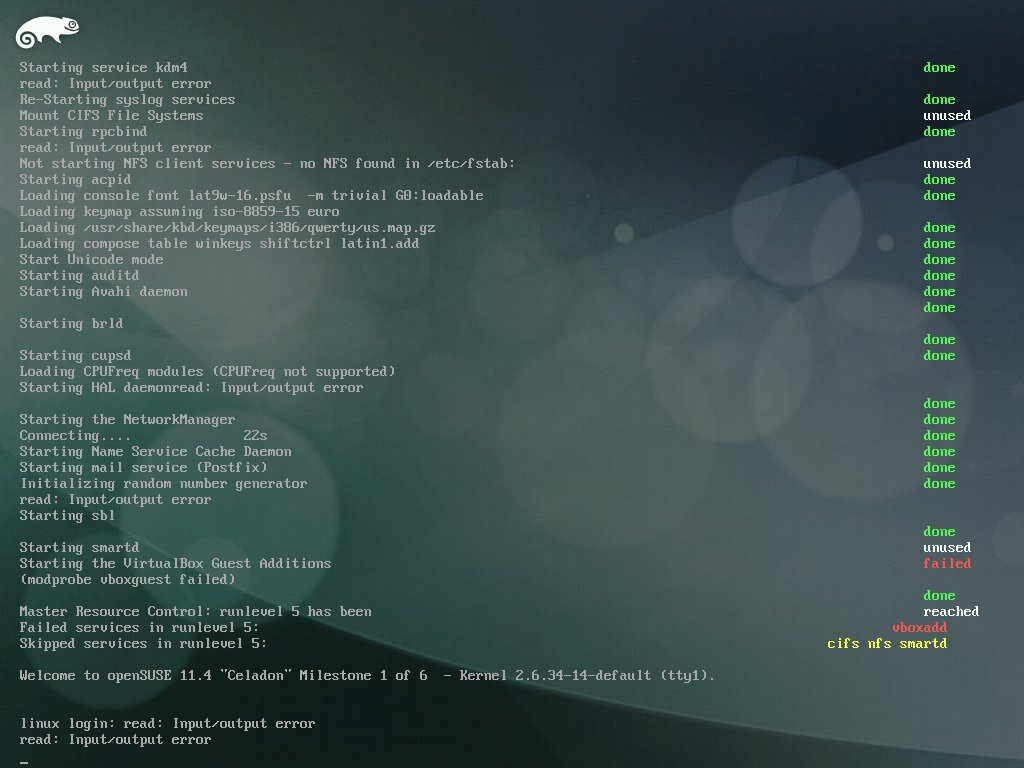 Starting service kdm4 done
read: Input/output error
Re-Starting syslog services done
Mount CIFS File Systems unused
Starting rpcbind done
read: Input/output error
Not starting NFS client services - no NFS found in /etc/fstab: unused
Starting acpid done
Loading console font lat9w-16.psfu  -m trivial G0:loadable done
Loading keymap assuming iso-8859-15 euro
Loading /usr/share/kbd/keymaps/i386/qwerty/us.map.gz done
Loading compose table winkeys shiftctrl latin1.add done
Start Unicode mode done
Starting auditd done
Starting Avahi daemon done
done
Starting brld
done
Starting cupsd done
Loading CPUFreq modules (CPUFreq not supported)
Starting HAL daemonread: Input/output error
done
Starting the NetworkManager done
Connecting.... 22s done
Starting Name Service Cache Daemon done
Starting mail service (Postfix) done
Initializing random number generator done
read: Input/output error
Starting sbl
done
Starting smartd unused
Starting the VirtualBox Guest Additions failed
(modprobe vboxguest failed)
done
Master Resource Control: runlevel 5 has been reached
Failed services in runlevel 5: vboxadd
Skipped services in runlevel 5: cifs nfs smartd
Welcome to openSUSE 11.4 "Celadon" Milestone 1 of 6  - Kernel 2.6.34-14-default (tty1).
linux login: read: Input/output error
read: Input/output error
_